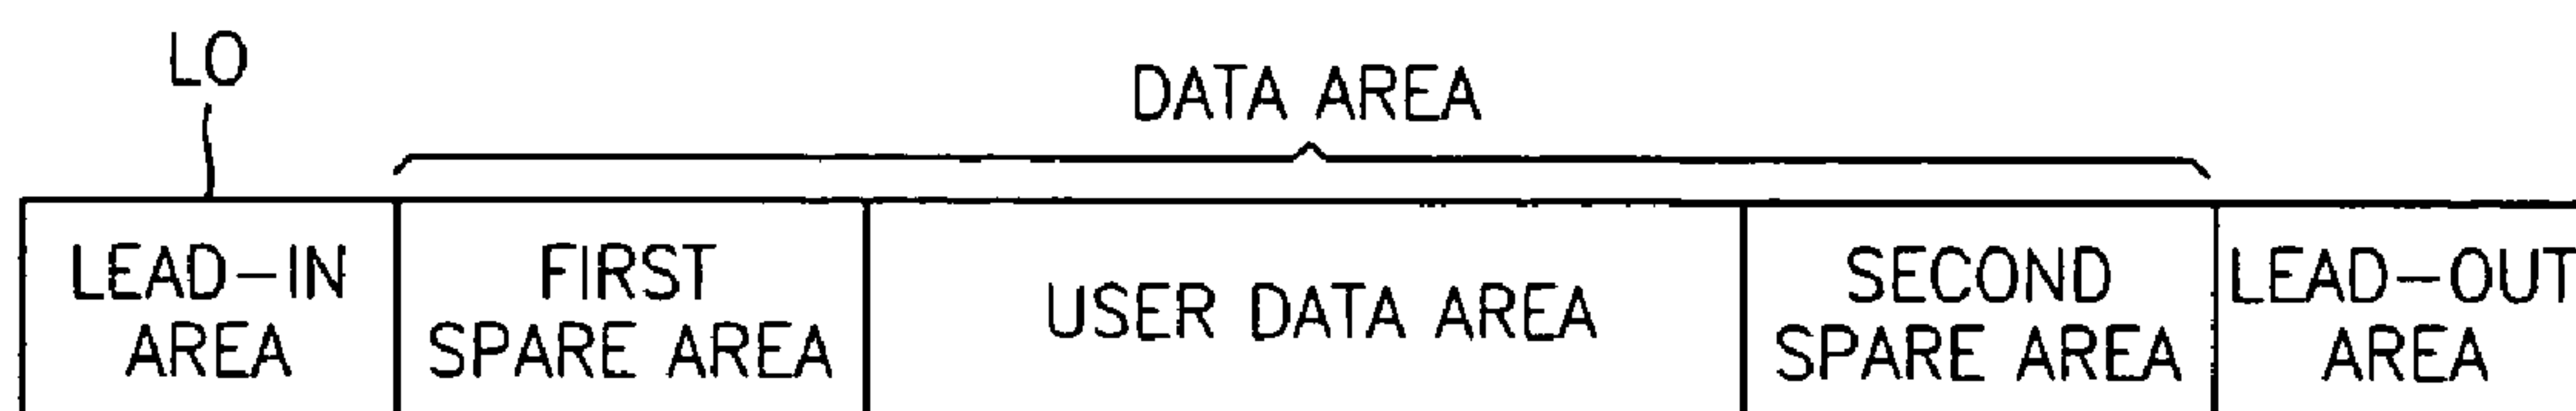 LO
DATA AREA
LEAD-IN
AREA
FIRST
SPARE AREA
USER DATA AREA
SECOND
SPARE AREA
LEAD-OUT
AREA